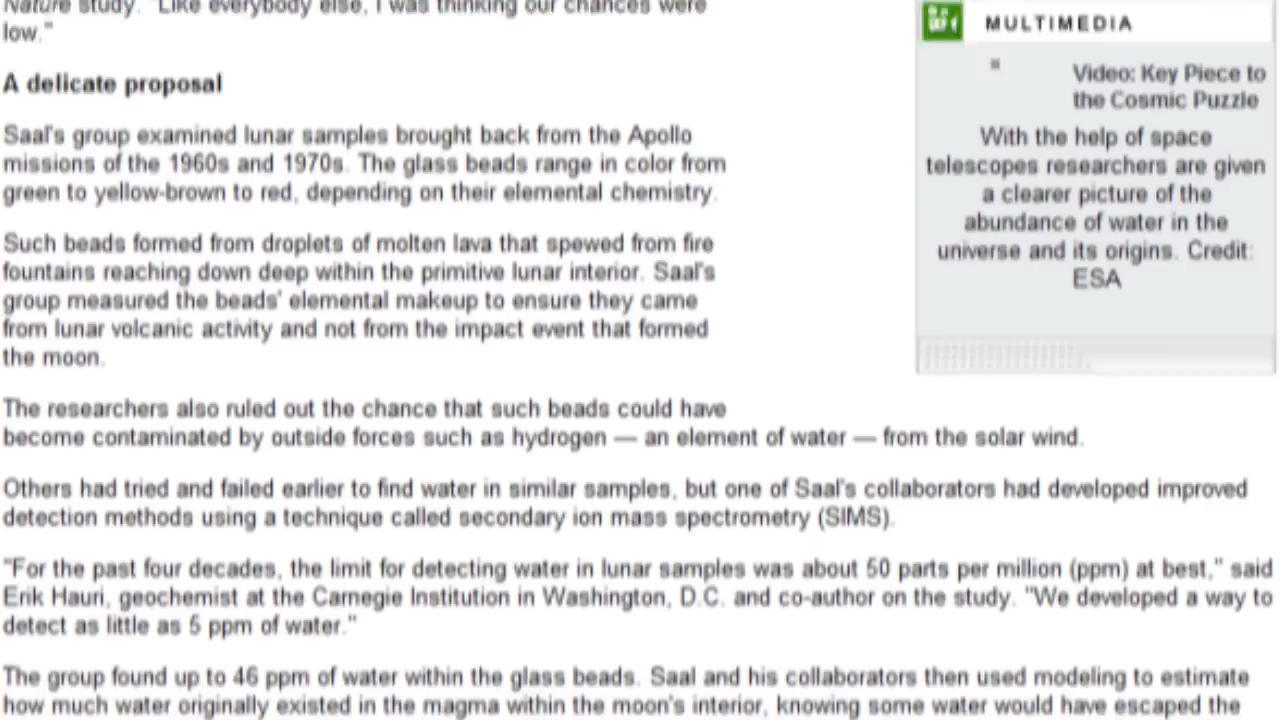 Nature study. "Like everybody else, I was thinking our chances were
low."
A delicate proposal
Saal's group examined lunar samples brought back from the Apollo
missions of the 1960s and 1970s. The glass beads range in color from
green to yellow-brown to red, depending on their elemental chemistry.
Such beads formed from droplets of molten lava that spewed from fire
fountains reaching down deep within the primitive lunar interior. Saal's
group measured the beads' elemental makeup to ensure they came
from lunar volcanic activity and not from the impact event that formed
the moon.
The researchers also ruled out the chance that such beads could have
become contaminated by outside forces such as hydrogen — an element of water — from the solar wind.
Others had tried and failed earlier to find water in similar samples, but one of Saal's collaborators had developed improved
detection methods using a technique called secondary ion mass spectrometry (SIMS).
"For the past four decades, the limit for detecting water in lunar samples was about 50 parts per million (ppm) at best," said
Erik Hauri, geochemist at the Carnegie Institution in Washington, D.C. and co-author on the study. "We developed a way to
detect as little as 5 ppm of water."
The group found up to 46 ppm of water within the glass beads. Saal and his collaborators then used modeling to estimate
how much water originally existed in the magma within the moon's interior, knowing some water would have escaped the
MULTIMEDIA
Video: Key Piece to
the Cosmic Puzzle
With the help of space
telescopes researchers are given
a clearer picture of the
abundance of water in the
universe and its origins. Credit:
ESA